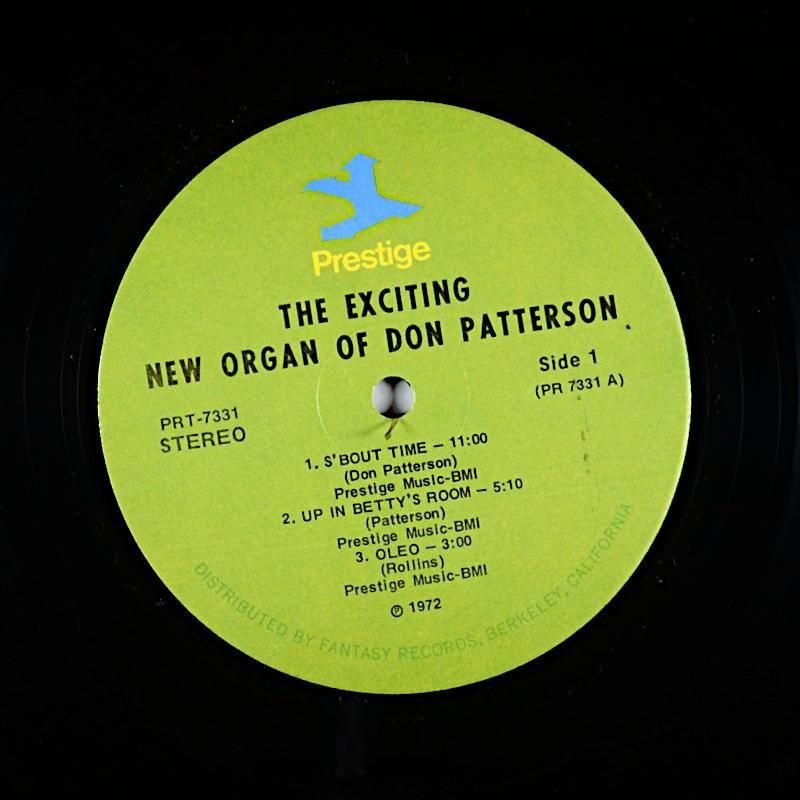 Prestige
THE EXCITING
NEW ORGAN OF DON PATTERSON
Side 1
(PR 7331 A)
PRT-7331
STEREO
1. S'BOUT TIME – 11:00
(Don Patterson)
Prestige Music-BMI
2. UP IN BETTY'S ROOM – 5:10
(Patterson)
Prestige Music-BMI
3. OLEO – 3:00
(Rollins)
Prestige Music-BMI
℗ 1972
DISTRIBUTED BY FANTASY RECORDS, BERKELEY, CALIFORNIA